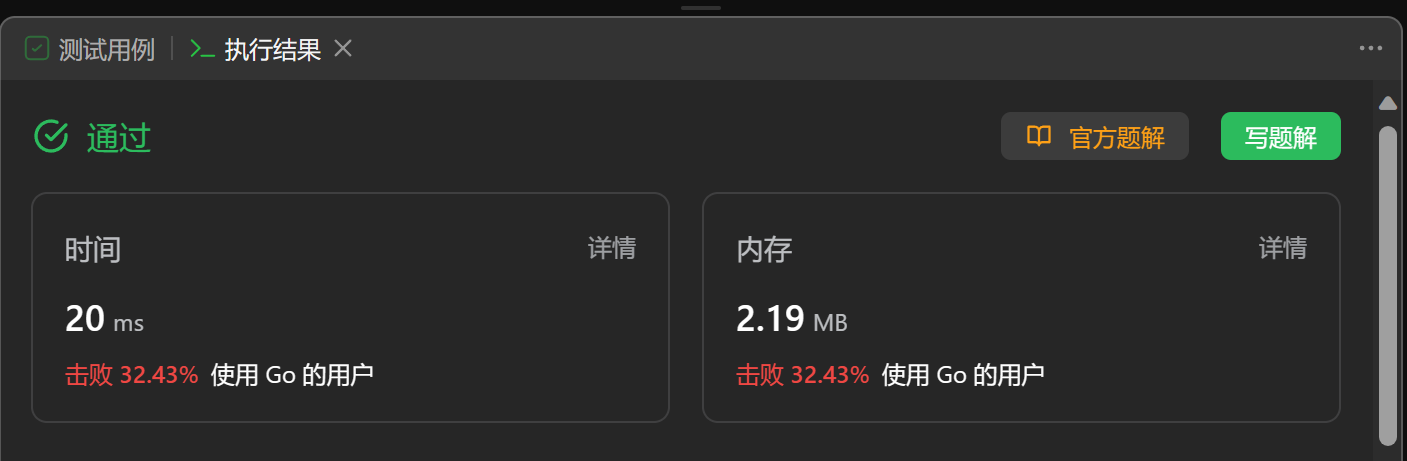 测试用例 执行结果
通过 官方题解 写题解
时间 详情
20 ms
击败 32.43% 使用 Go 的用户
内存 详情
2.19 MB
击败 32.43% 使用 Go 的用户